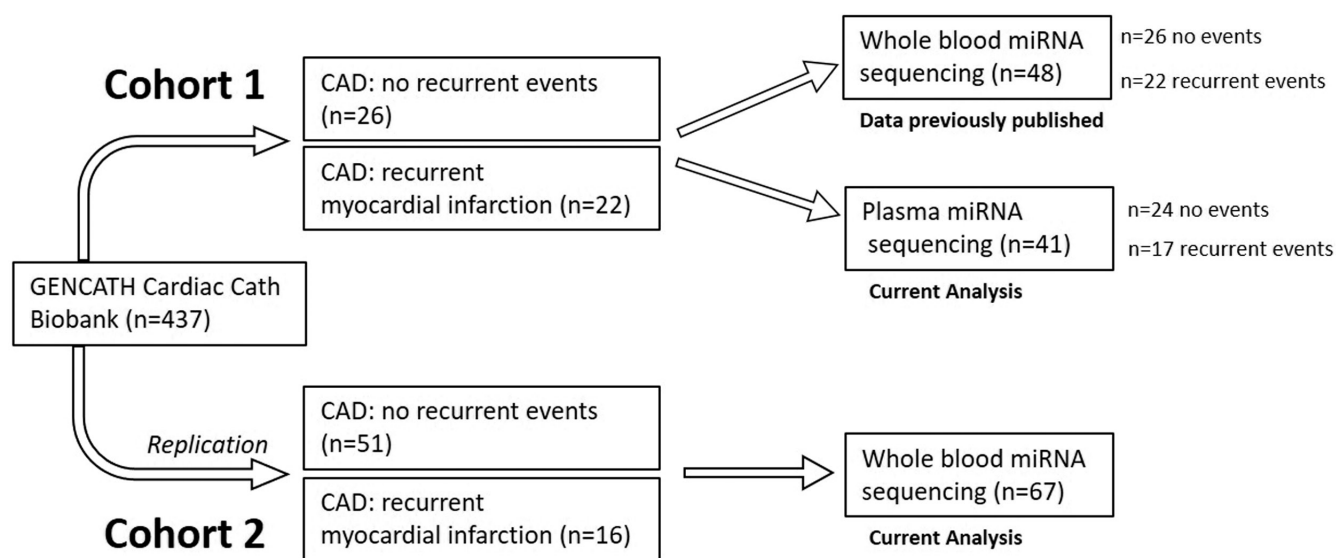 Cohort 1
CAD: no recurrent events
(n=26)
CAD: recurrent
myocardial infarction (n=22)
Whole blood miRNA
sequencing (n=48)
Data previously published
n=26 no events
n=22 recurrent events
Plasma miRNA
sequencing (n=41)
Current Analysis
n=24 no events
n=17 recurrent events
GENCATH Cardiac Cath
Biobank (n=437)
Replication
Cohort 2
CAD: no recurrent events
(n=51)
CAD: recurrent
myocardial infarction (n=16)
Whole blood miRNA
sequencing (n=67)
Current Analysis